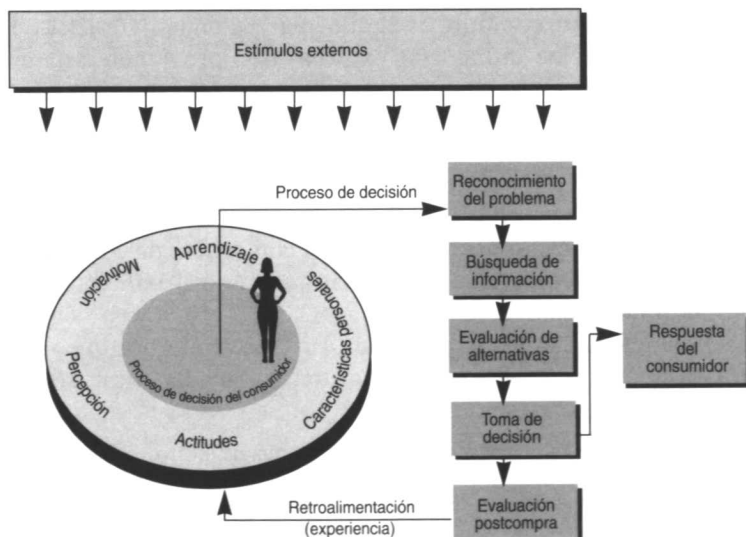 Estímulos externos
Proceso de decisión
Reconocimiento
del problema
Búsqueda de
información
Evaluación de
alternativas
Respuesta
del
consumidor
Toma de
decisión
Evaluación
postcompra
Aprendizaje
Motivación
Características personales
Percepción
Actitudes
Proceso de decisión del consumidor
Retroalimentación
(experiencia)